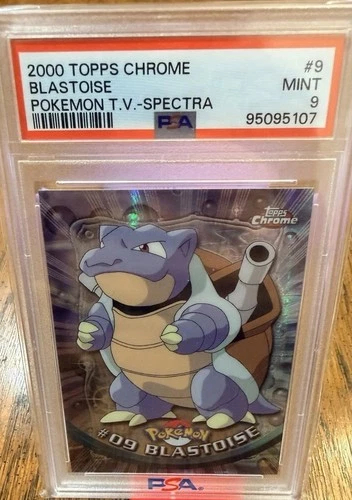 2000 TOPPS CHROME #9
BLASTOISE MINT
POKEMON T.V.-SPECTRA 9
PSA 95095107
Topps
Chrome
POKéMON
#09 BLASTOISE
PSA